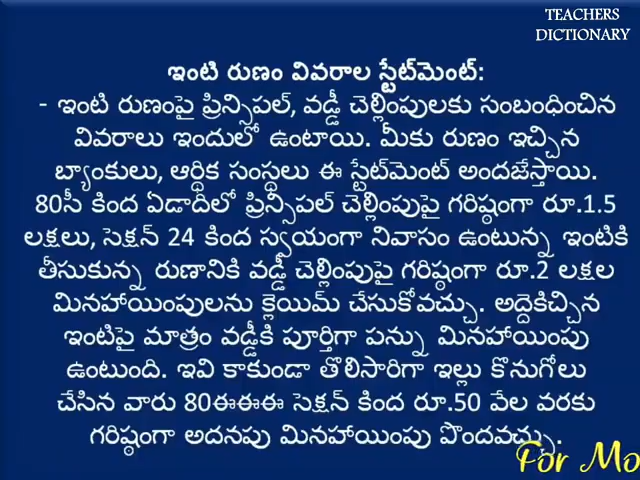 TEACHERS
DICTIONARY
ఇంటి రుణం వివరాల స్టేట్‌మెంట్:
- ఇంటి రుణంపై ప్రిన్సిపల్, వడ్డీ చెల్లింపులకు సంబంధించిన
వివరాలు ఇందులో ఉంటాయి. మీకు రుణం ఇచ్చిన
బ్యాంకులు, ఆర్థిక సంస్థలు ఈ స్టేట్‌మెంట్ అందజేస్తాయి.
80సీ కింద ఏడాదిలో ప్రిన్సిపల్ చెల్లింపుపై గరిష్ఠంగా రూ.1.5
లక్షలు, సెక్షన్ 24 కింద స్వయంగా నివాసం ఉంటున్న ఇంటికి
తీసుకున్న రుణానికి వడ్డీ చెల్లింపుపై గరిష్ఠంగా రూ.2 లక్షల
మినహాయింపులను క్లెయిమ్ చేసుకోవచ్చు. అద్దెకిచ్చిన
ఇంటిపై మాత్రం వడ్డీకి పూర్తిగా పన్ను మినహాయింపు
ఉంటుంది. ఇవి కాకుండా తొలిసారిగా ఇల్లు కొనుగోలు
చేసిన వారు 80ఈఈఈ సెక్షన్ కింద రూ.50 వేల వరకు
గరిష్ఠంగా అదనపు మినహాయింపు పొందవచ్చు.
For Mo